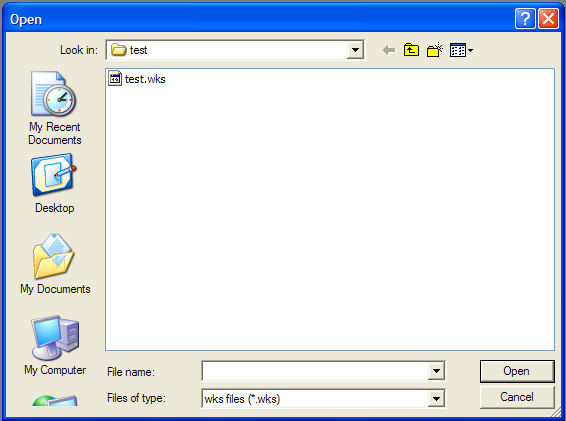 Open
Look in:
test
test.wks
My Recent
Documents
Desktop
My Documents
My Computer
File name:
Open
Files of type:
wks files (*.wks)
Cancel